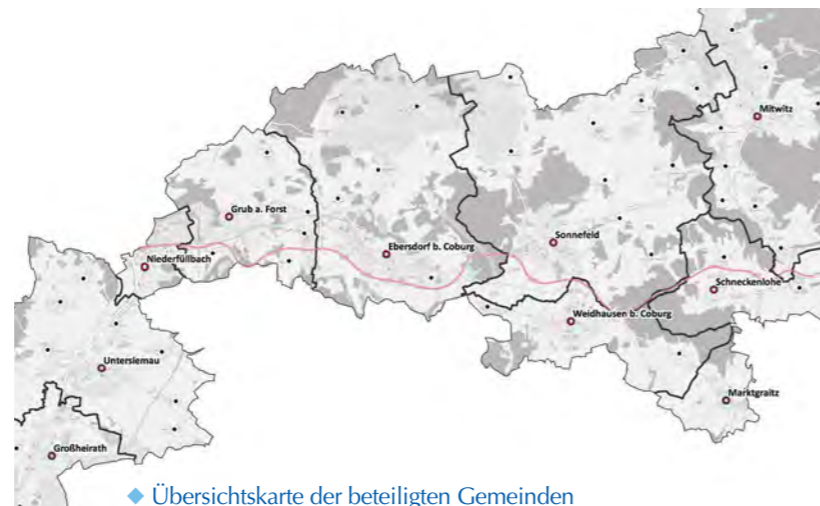 Mitwitz
Grub a. Forst
Sonnefeld
Ebersdorf b. Coburg
Niederfüllbach
Schneckenlohe
Weidhausen b. Coburg
Untersiemau
Marktgraitz
Großheirath
◆ Übersichtskarte der beteiligten Gemeinden